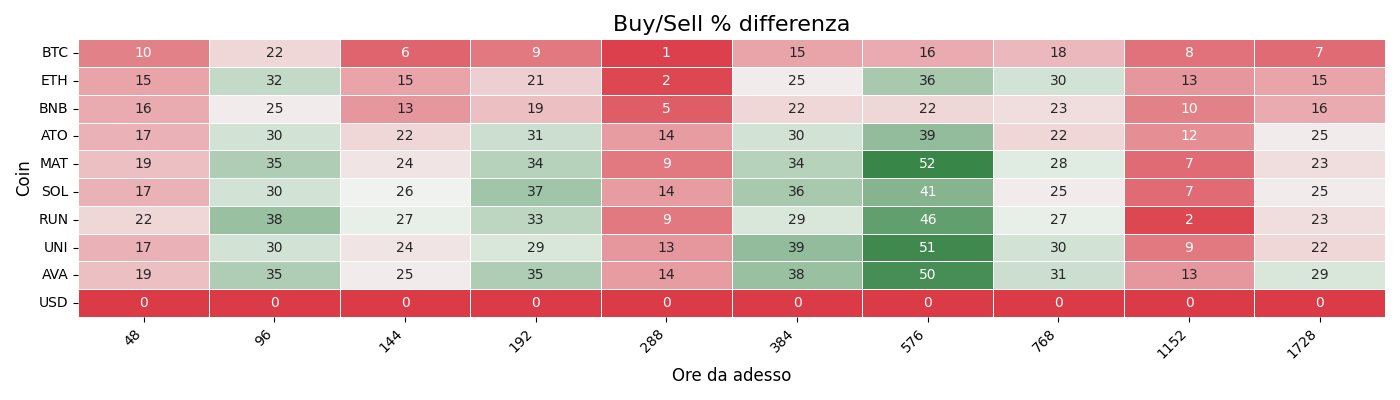 Buy/Sell % differenza
Coin
BTC 10 22 6 9 1 15 16 18 8 7
ETH 15 32 15 21 2 25 36 30 13 15
BNB 16 25 13 19 5 22 22 23 10 16
ATO 17 30 22 31 14 30 39 22 12 25
MAT 19 35 24 34 9 34 52 28 7 23
SOL 17 30 26 37 14 36 41 25 7 25
RUN 22 38 27 33 9 29 46 27 2 23
UNI 17 30 24 29 13 39 51 30 9 22
AVA 19 35 25 35 14 38 50 31 13 29
USD 0 0 0 0 0 0 0 0 0 0
48 96 144 192 288 384 576 768 1152 1728
Ore da adesso